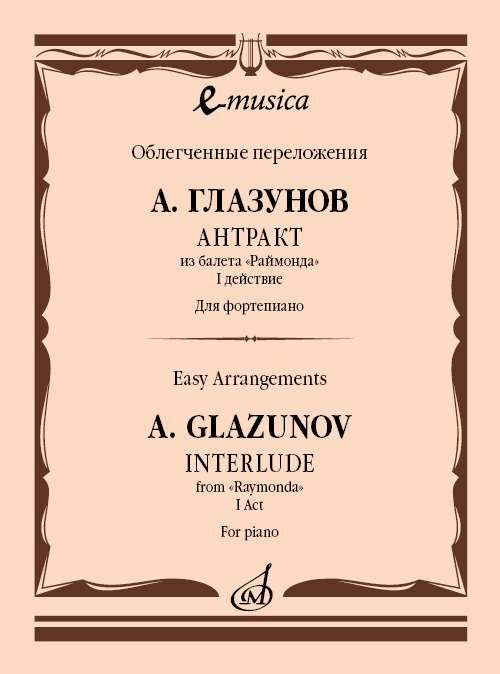 e-musica
Облегченные переложения
А. ГЛАЗУНОВ
АНТРАКТ
из балета «Раймонда»
I действие
Для фортепиано
Easy Arrangements
A. GLAZUNOV
INTERLUDE
from «Raymonda»
I Act
For piano